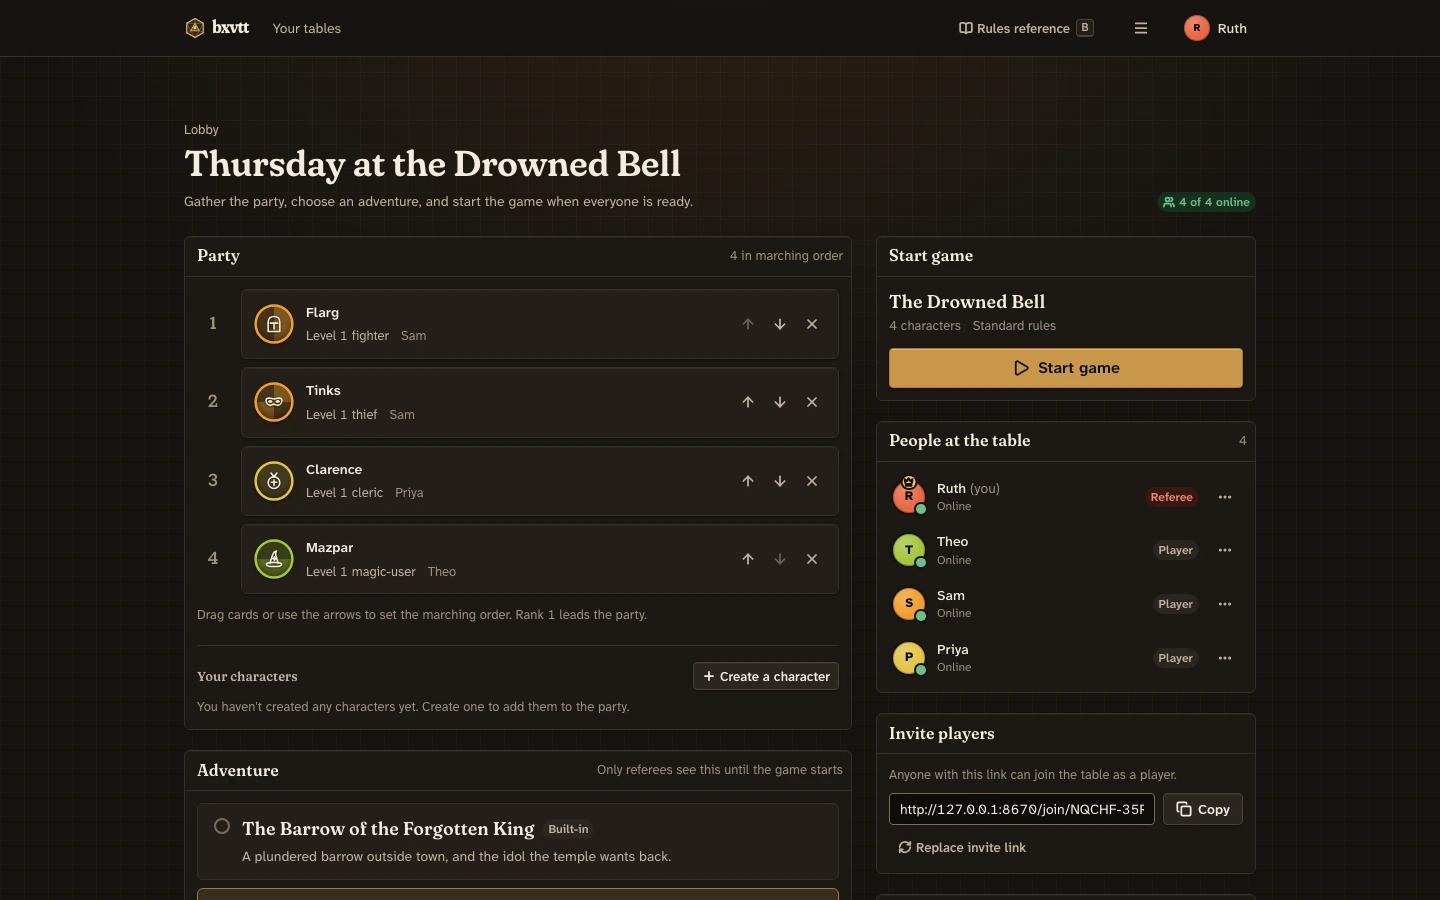 bxvtt
Your tables
Rules reference B
R Ruth
Lobby
Thursday at the Drowned Bell
Gather the party, choose an adventure, and start the game when everyone is ready.
4 of 4 online
Party
4 in marching order
1
Flarg
Level 1 fighter Sam
2
Tinks
Level 1 thief Sam
3
Clarence
Level 1 cleric Priya
4
Mazpar
Level 1 magic-user Theo
Drag cards or use the arrows to set the marching order. Rank 1 leads the party.
Your characters
Create a character
You haven't created any characters yet. Create one to add them to the party.
Adventure
Only referees see this until the game starts
The Barrow of the Forgotten King Built-in
A plundered barrow outside town, and the idol the temple wants back.
Start game
The Drowned Bell
4 characters Standard rules
Start game
People at the table
4
R
Ruth (you)
Online
Referee
T
Theo
Online
Player
S
Sam
Online
Player
P
Priya
Online
Player
Invite players
Anyone with this link can join the table as a player.
http://127.0.0.1:8670/join/NQCHF-35F
Copy
Replace invite link